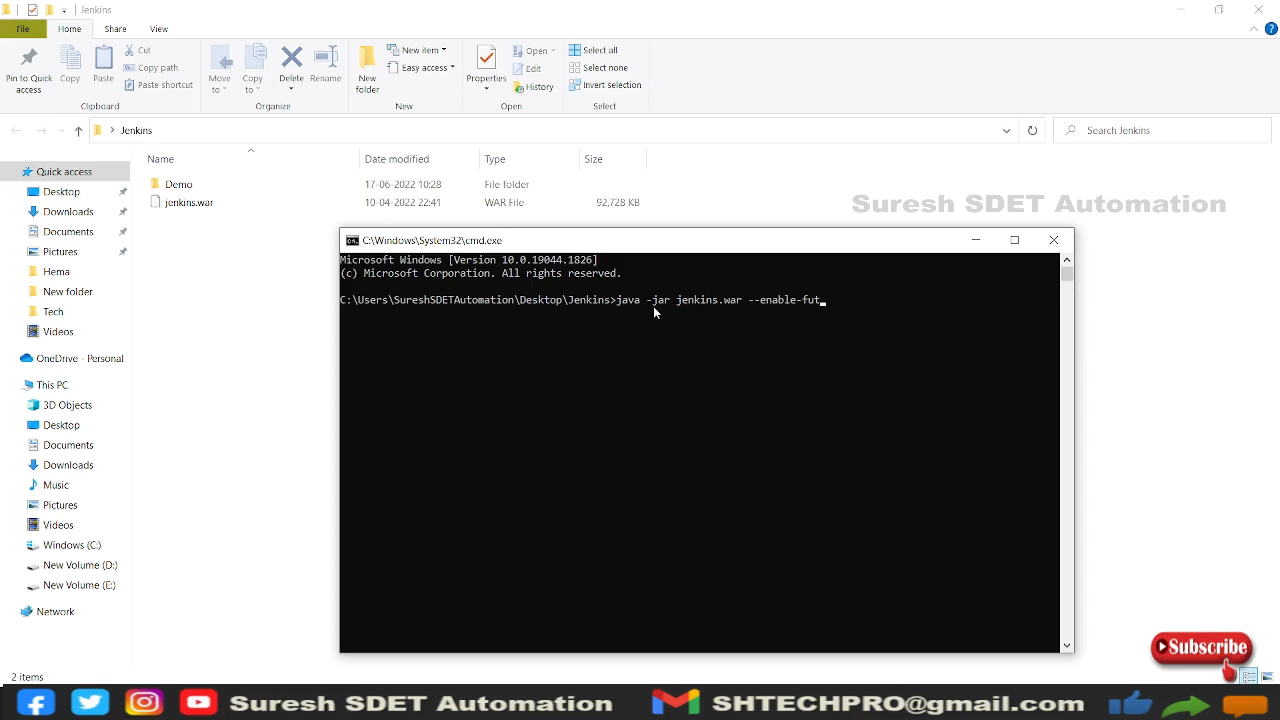 Jenkins
File Home Share View
Pin to Quick access
Copy
Paste
Cut
Copy path
Paste shortcut
Clipboard
Move to
Copy to
Delete
Rename
Organize
New folder
New item
Easy access
New
Properties
Open
Edit
History
Open
Select all
Select none
Invert selection
Select
Jenkins
Search Jenkins
Name Date modified Type Size
Demo 17-06-2022 10:28 File folder
jenkins.war 10-04-2022 22:41 WAR File 92,728 KB
Suresh SDET Automation
Quick access
Desktop
Downloads
Documents
Pictures
Hema
New folder
Tech
Videos
OneDrive - Personal
This PC
3D Objects
Desktop
Documents
Downloads
Music
Pictures
Videos
Windows (C:)
New Volume (D:)
New Volume (E:)
Network
C:\Windows\System32\cmd.exe
Microsoft Windows [Version 10.0.19044.1826]
(c) Microsoft Corporation. All rights reserved.
C:\Users\SureshSDETAutomation\Desktop\Jenkins>java -jar jenkins.war --enable-fut
Subscribe
2 items
Suresh SDET Automation SHTECHPRO@gmail.com